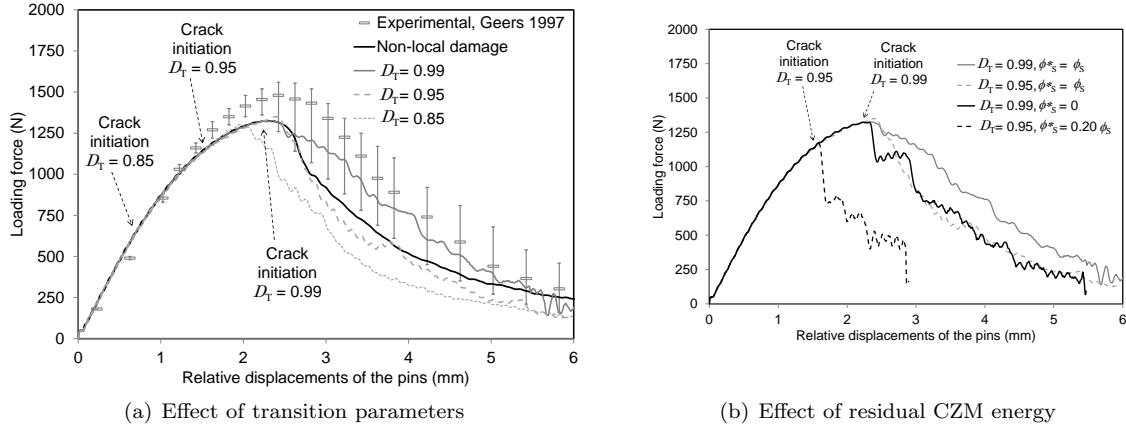 2000
1750
1500
1250
1000
750
500
250
0
Loading force (N)
0 1 2 3 4 5 6
Relative displacements of the pins (mm)
Crack
initiation
D_T = 0.95
Crack
initiation
D_T = 0.85
Crack
initiation
D_T = 0.99
Experimental, Geers 1997
Non-local damage
D_T = 0.99
D_T = 0.95
D_T = 0.85
(a) Effect of transition parameters
2000
1750
1500
1250
1000
750
500
250
0
Loading force (N)
0 1 2 3 4 5 6
Relative displacements of the pins (mm)
Crack
initiation
D_T = 0.95
Crack
initiation
D_T = 0.99
D_T = 0.99, ϕ*_S = ϕ_S
D_T = 0.95, ϕ*_S = ϕ_S
D_T = 0.99, ϕ*_S = 0
D_T = 0.95, ϕ*_S = 0.20 ϕ_S
(b) Effect of residual CZM energy